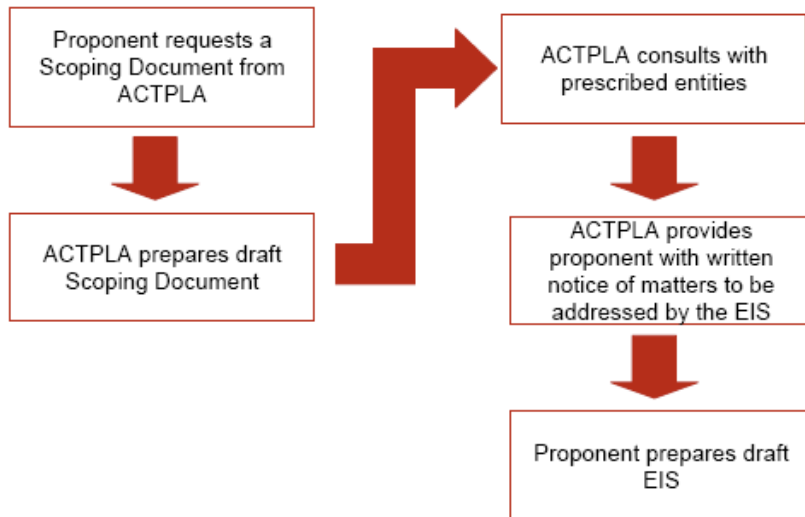 Proponent requests a
Scoping Document from
ACTPLA
ACTPLA prepares draft
Scoping Document
ACTPLA consults with
prescribed entities
ACTPLA provides
proponent with written
notice of matters to be
addressed by the EIS
Proponent prepares draft
EIS